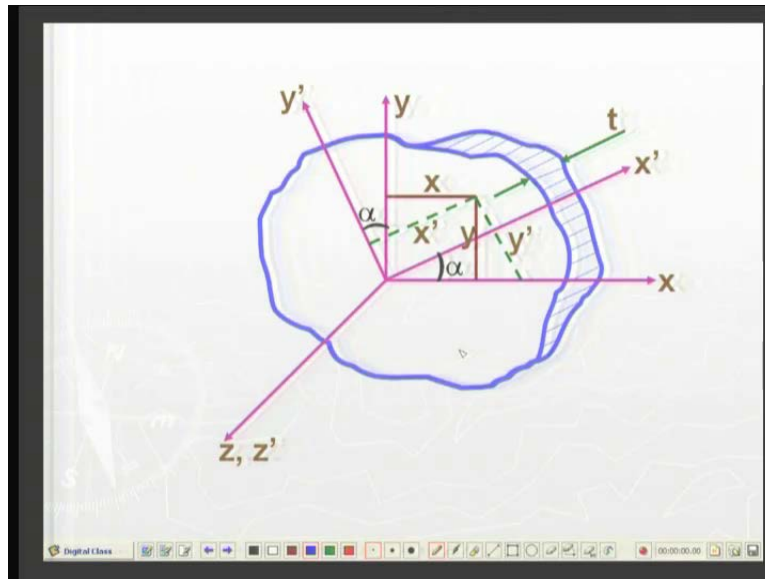 y’
y
t
x’
x
α
x’
y
y’
α
x
z, z’
Digital Class
00:00:00.00